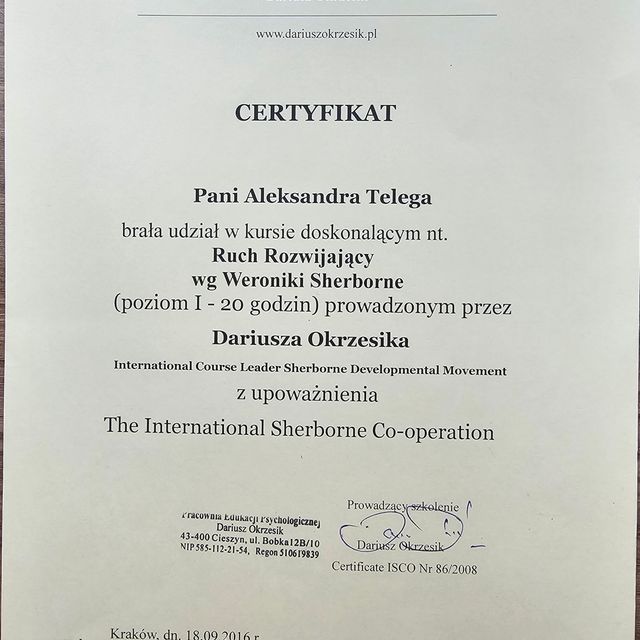 www.dariuszokrzesik.pl
CERTYFIKAT
Pani Aleksandra Telega
brała udział w kursie doskonalącym nt.
Ruch Rozwijający
wg Weroniki Sherborne
(poziom I - 20 godzin) prowadzonym przez
Dariusza Okrzesika
International Course Leader Sherborne Developmental Movement
z upoważnienia
The International Sherborne Co-operation
Pracownia Edukacji Psychologicznej
Dariusz Okrzesik
43-400 Cieszyn, ul. Bobka12B/10
NIP 585-112-21-54, Regon 510619839
Prowadzący szkolenie
Dariusz Okrzesik
Certificate ISCO Nr 86/2008
Kraków, dn. 18.09.2016 r.